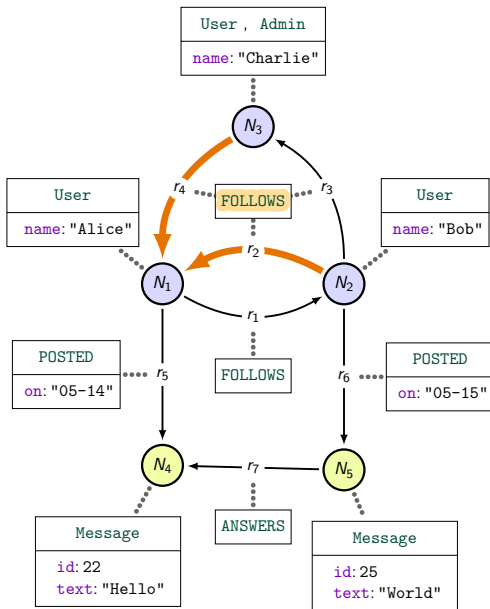 User , Admin
name: "Charlie"
N3
r4
FOLLOWS
r3
User
name: "Alice"
User
name: "Bob"
r2
N1
N2
r1
POSTED
on: "05-14"
r5
FOLLOWS
r6
POSTED
on: "05-15"
N4
r7
N5
ANSWERS
Message
id: 22
text: "Hello"
Message
id: 25
text: "World"